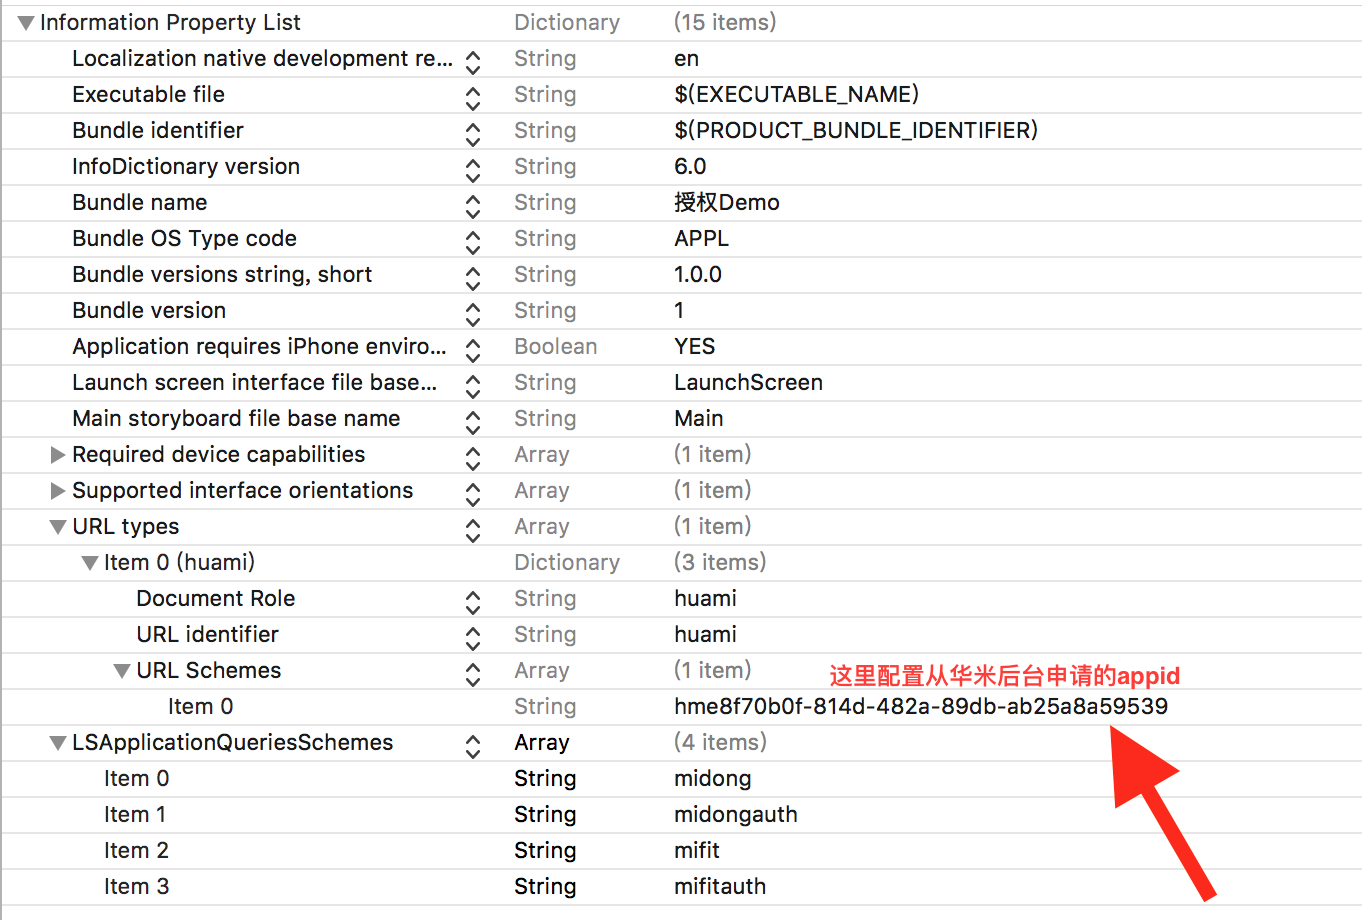 Information Property List Dictionary (15 items)
Localization native development re... String en
Executable file String $(EXECUTABLE_NAME)
Bundle identifier String $(PRODUCT_BUNDLE_IDENTIFIER)
InfoDictionary version String 6.0
Bundle name String 授权Demo
Bundle OS Type code String APPL
Bundle versions string, short String 1.0.0
Bundle version String 1
Application requires iPhone enviro... Boolean YES
Launch screen interface file base... String LaunchScreen
Main storyboard file base name String Main
Required device capabilities Array (1 item)
Supported interface orientations Array (1 item)
URL types Array (1 item)
Item 0 (huami) Dictionary (3 items)
Document Role String huami
URL identifier String huami
URL Schemes Array (1 item) 这里配置从华米后台申请的appid
Item 0 String hme8f70b0f-814d-482a-89db-ab25a8a59539
LSApplicationQueriesSchemes Array (4 items)
Item 0 String midong
Item 1 String midongauth
Item 2 String mifit
Item 3 String mifitauth